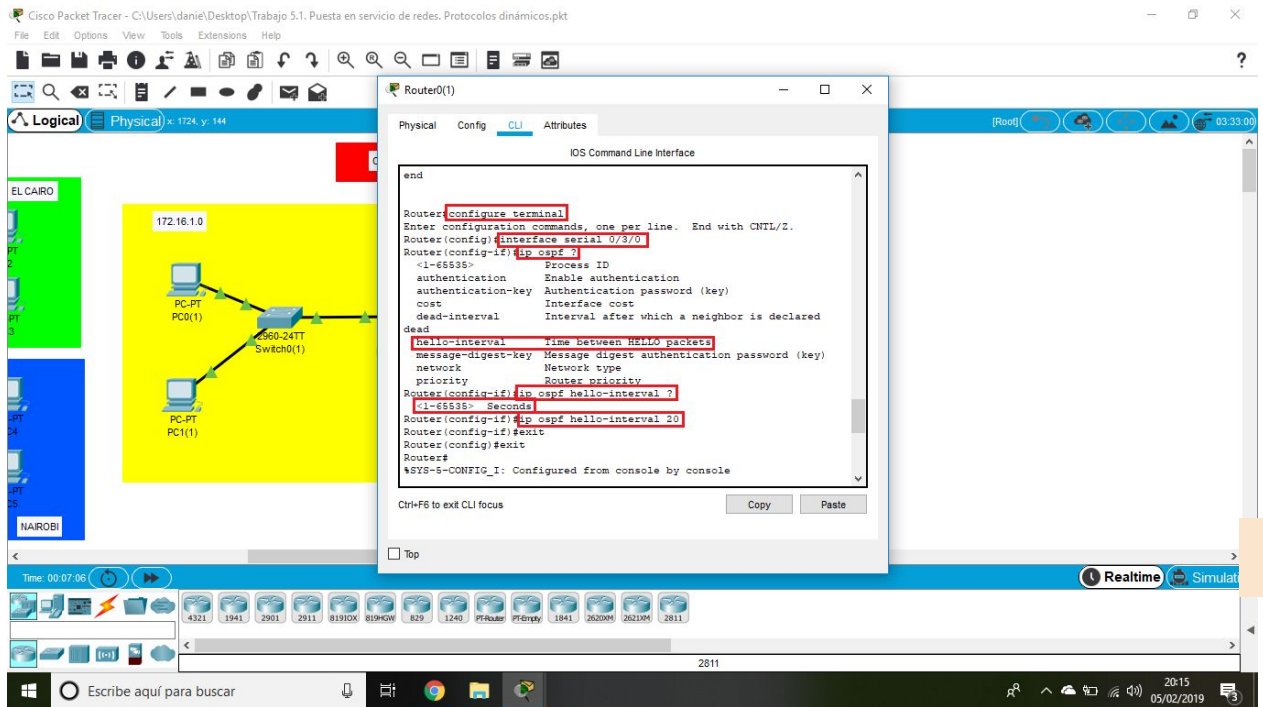 Cisco Packet Tracer - C:\Users\danie\Desktop\Trabajo 5.1. Puesta en servicio de redes. Protocolos dinámicos.pkt
File Edit Options View Tools Extensions Help
Logical Physical x: 1724, y: 144
[Root] 03:33:00
EL CAIRO
172.16.1.0
PC-PT
PC0(1)
2960-24TT
Switch0(1)
PC-PT
PC1(1)
NAIROBI
Router0(1)
Physical Config CLI Attributes
IOS Command Line Interface
end
Router#configure terminal
Enter configuration commands, one per line. End with CNTL/Z.
Router(config)#interface serial 0/3/0
Router(config-if)#ip ospf ?
<1-65535> Process ID
authentication Enable authentication
authentication-key Authentication password (key)
cost Interface cost
dead-interval Interval after which a neighbor is declared
dead
hello-interval Time between HELLO packets
message-digest-key Message digest authentication password (key)
network Network type
priority Router priority
Router(config-if)#ip ospf hello-interval ?
<1-65535> Seconds
Router(config-if)#ip ospf hello-interval 20
Router(config-if)#exit
Router(config)#exit
Router#
%SYS-5-CONFIG_I: Configured from console by console
Ctrl+F6 to exit CLI focus
Copy Paste
Top
Time: 00:07:06
Realtime
4321 1941 2901 2911 819IOX 819HGW 829 1240 PT-Router PT-Empty 1841 2620XM 2621XM 2811
2811
Escribe aquí para buscar
20:15
05/02/2019
3